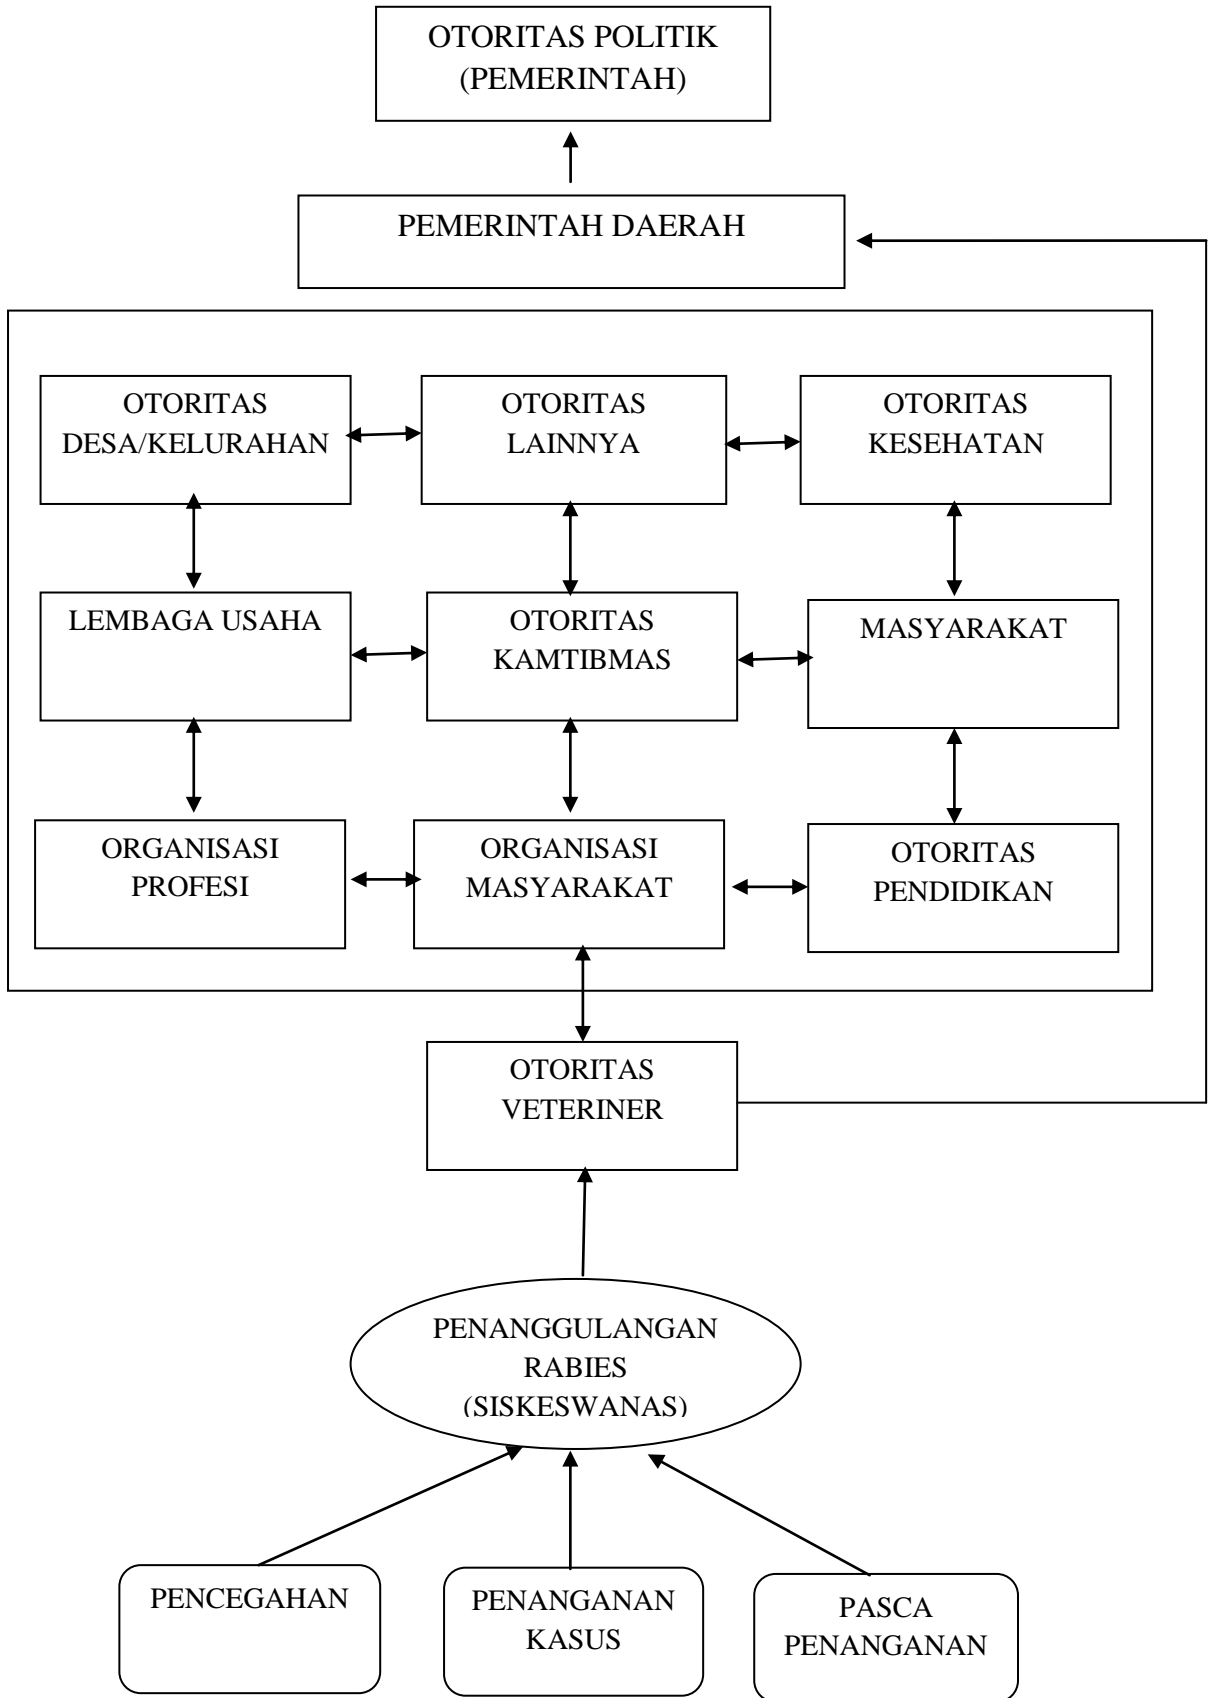 OTORITAS POLITIK
(PEMERINTAH)
PEMERINTAH DAERAH
OTORITAS
DESA/KELURAHAN
OTORITAS
LAINNYA
OTORITAS
KESEHATAN
LEMBAGA USAHA
OTORITAS
KAMTIBMAS
MASYARAKAT
ORGANISASI
PROFESI
ORGANISASI
MASYARAKAT
OTORITAS
PENDIDIKAN
OTORITAS
VETERINER
PENANGGULANGAN
RABIES
(SISKESWANAS)
PENCEGAHAN
PENANGANAN
KASUS
PASCA
PENANGANAN